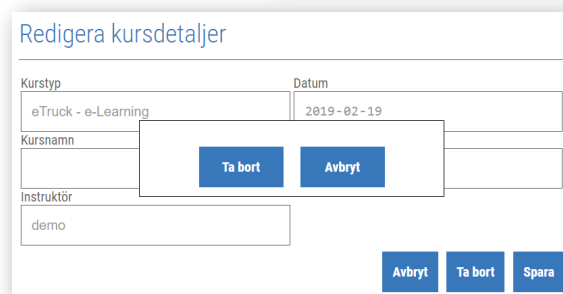 Redigera kursdetaljer
Kurstyp Datum
eTruck - e-Learning 2019-02-19
Kursnamn
Ta bort Avbryt
Instruktör
demo
Avbryt Ta bort Spara